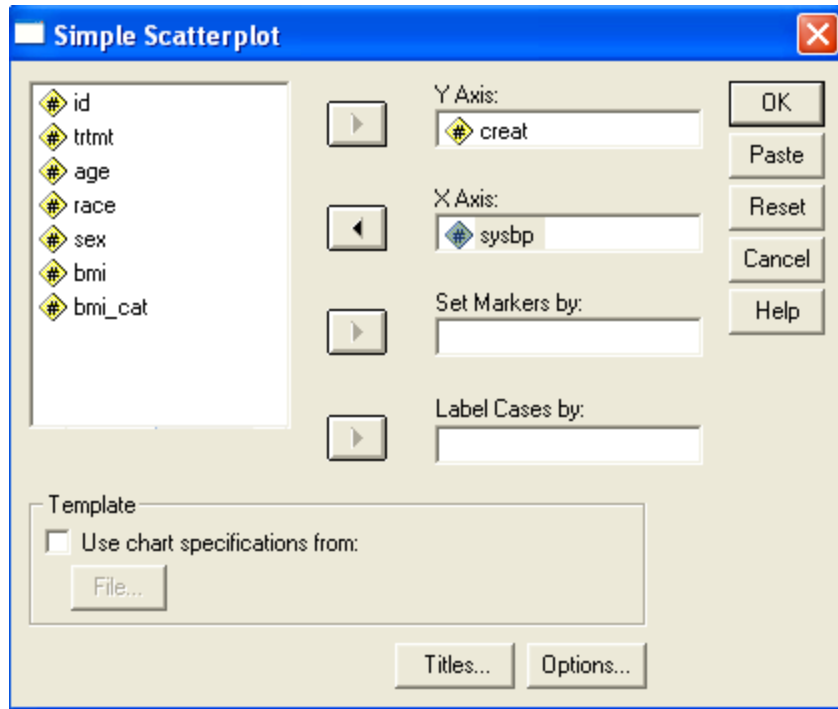 Simple Scatterplot
id
trtmt
age
race
sex
bmi
bmi_cat
Y Axis:
creat
X Axis:
sysbp
Set Markers by:
Label Cases by:
OK
Paste
Reset
Cancel
Help
Template
Use chart specifications from:
File...
Titles...
Options...